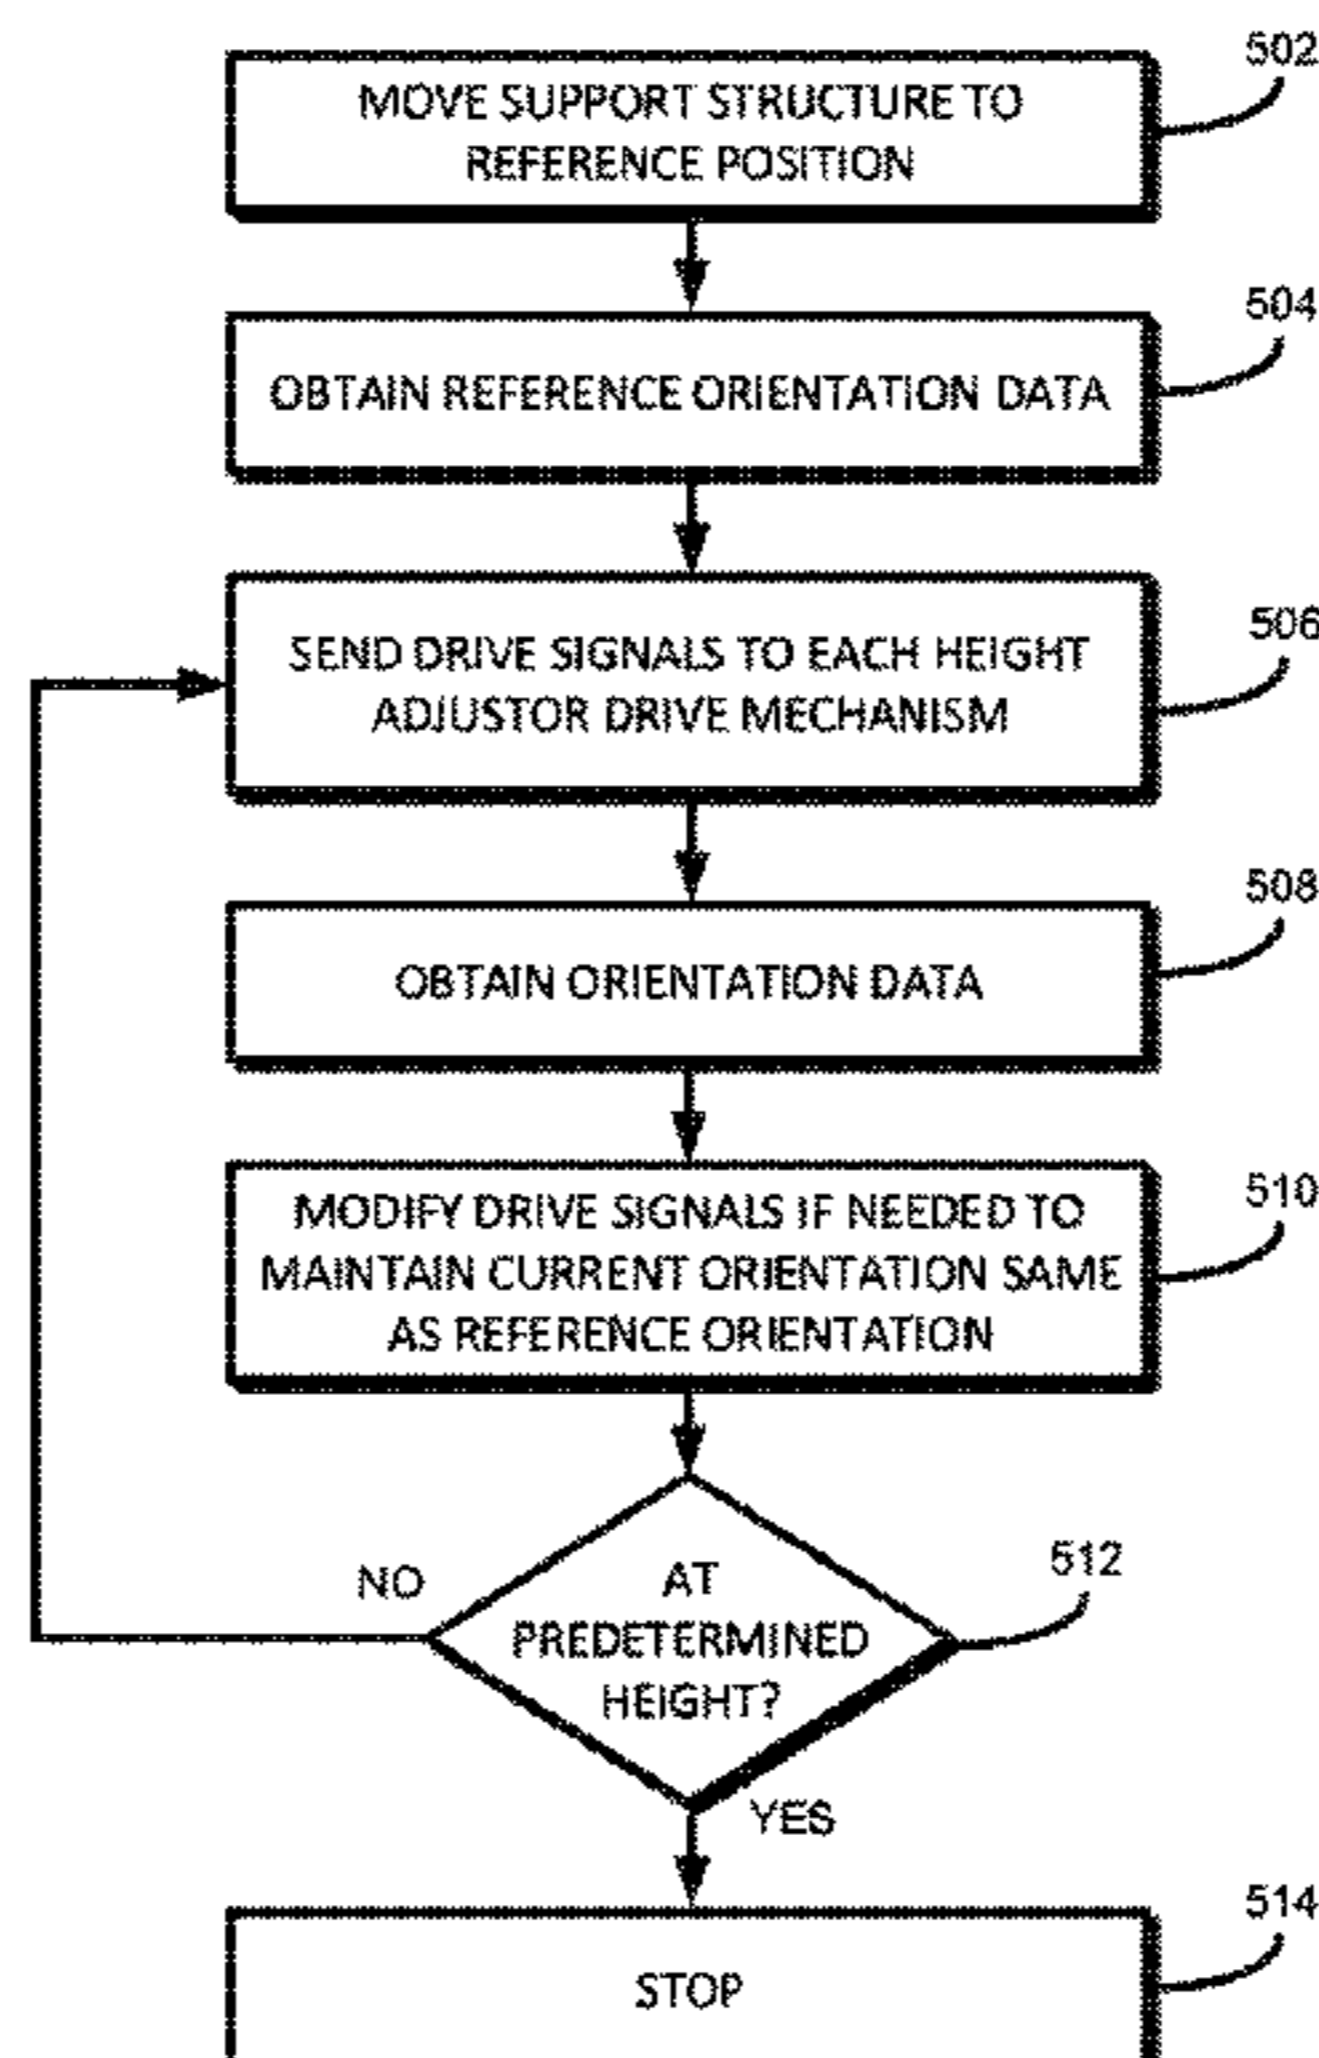 502
MOVE SUPPORT STRUCTURE TO
REFERENCE POSITION
504
OBTAIN REFERENCE ORIENTATION DATA
506
SEND DRIVE SIGNALS TO EACH HEIGHT
ADJUSTOR DRIVE MECHANISM
508
OBTAIN ORIENTATION DATA
510
MODIFY DRIVE SIGNALS IF NEEDED TO
MAINTAIN CURRENT ORIENTATION SAME
AS REFERENCE ORIENTATION
512
NO
AT
PREDETERMINED
HEIGHT?
YES
514
STOP